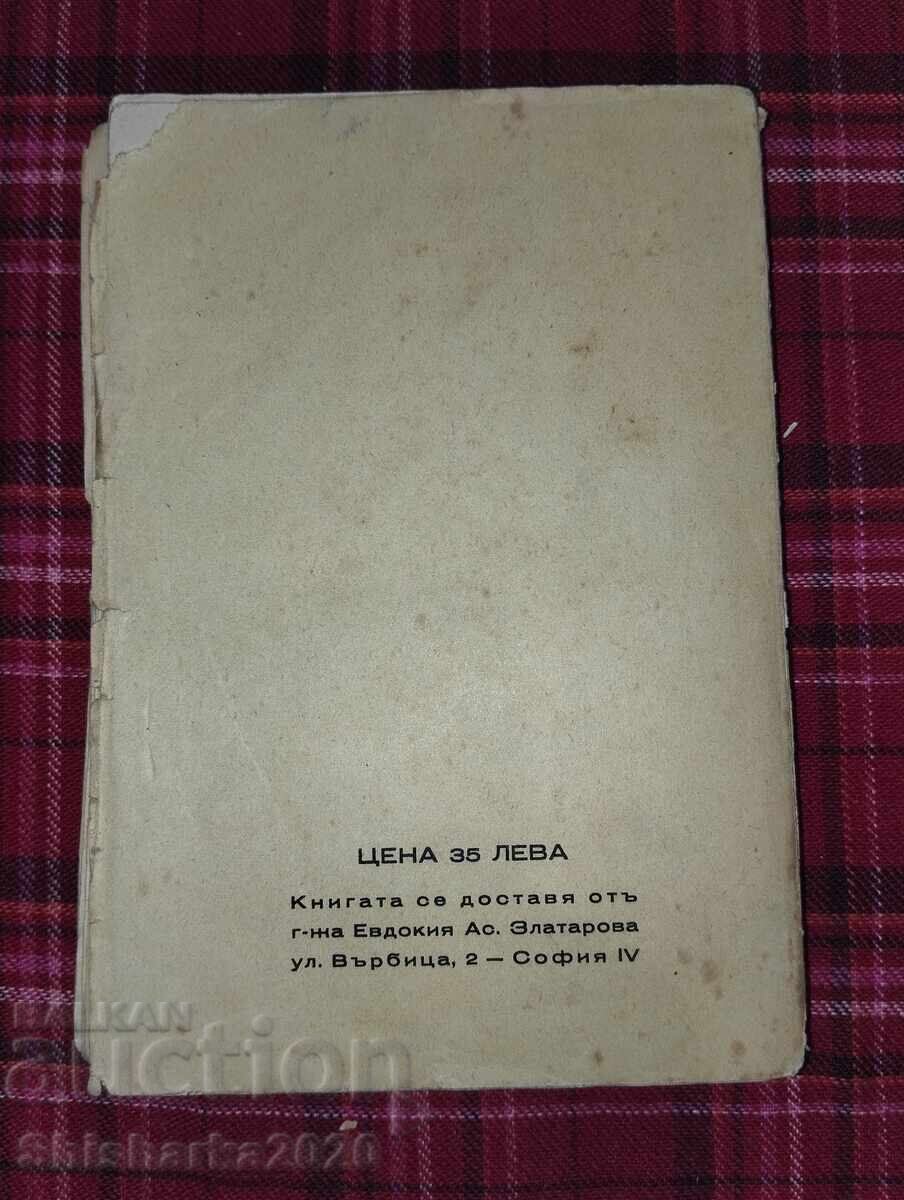 ЦЕНА 35 ЛЕВА
Книгата се доставя отъ
г-жа Евдокия Ас. Златарова
ул. Върбица, 2 — София IV
BALKAN
auction
Shisharka2020